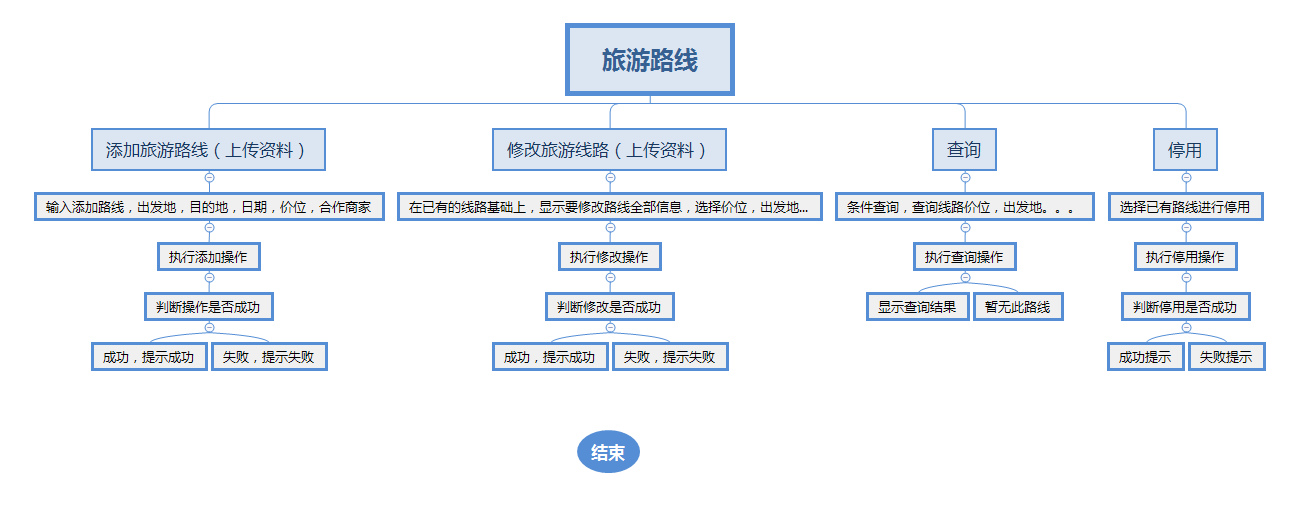 旅游路线
添加旅游路线（上传资料）
修改旅游线路（上传资料）
查询
停用
输入添加路线，出发地，目的地，日期，价位，合作商家
在已有的线路基础上，显示要修改路线全部信息，选择价位，出发地...
条件查询，查询线路价位，出发地。。。
选择已有路线进行停用
执行添加操作
执行修改操作
执行查询操作
执行停用操作
判断操作是否成功
判断修改是否成功
显示查询结果
暂无此路线
判断停用是否成功
成功，提示成功
失败，提示失败
成功，提示成功
失败，提示失败
成功提示
失败提示
结束